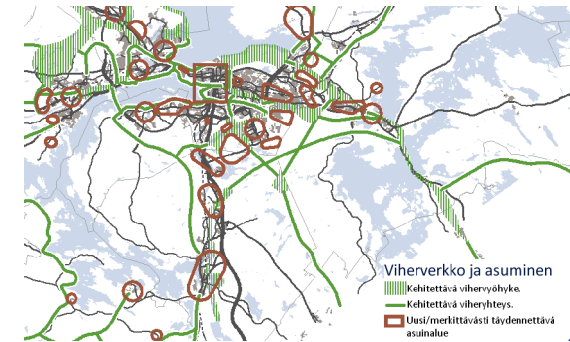 Viherverkko ja asuminen
Kehitettävä vihervyöhyke.
Kehitettävä viheryhteys.
Uusi/merkittävästi täydennettävä
asuinalue